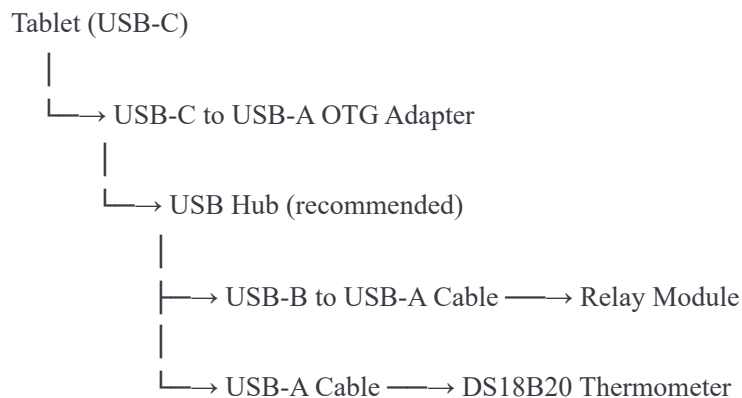 Tablet (USB-C)
│
└─→ USB-C to USB-A OTG Adapter
│
└─→ USB Hub (recommended)
│
├─→ USB-B to USB-A Cable ──→ Relay Module
│
└─→ USB-A Cable ──→ DS18B20 Thermometer